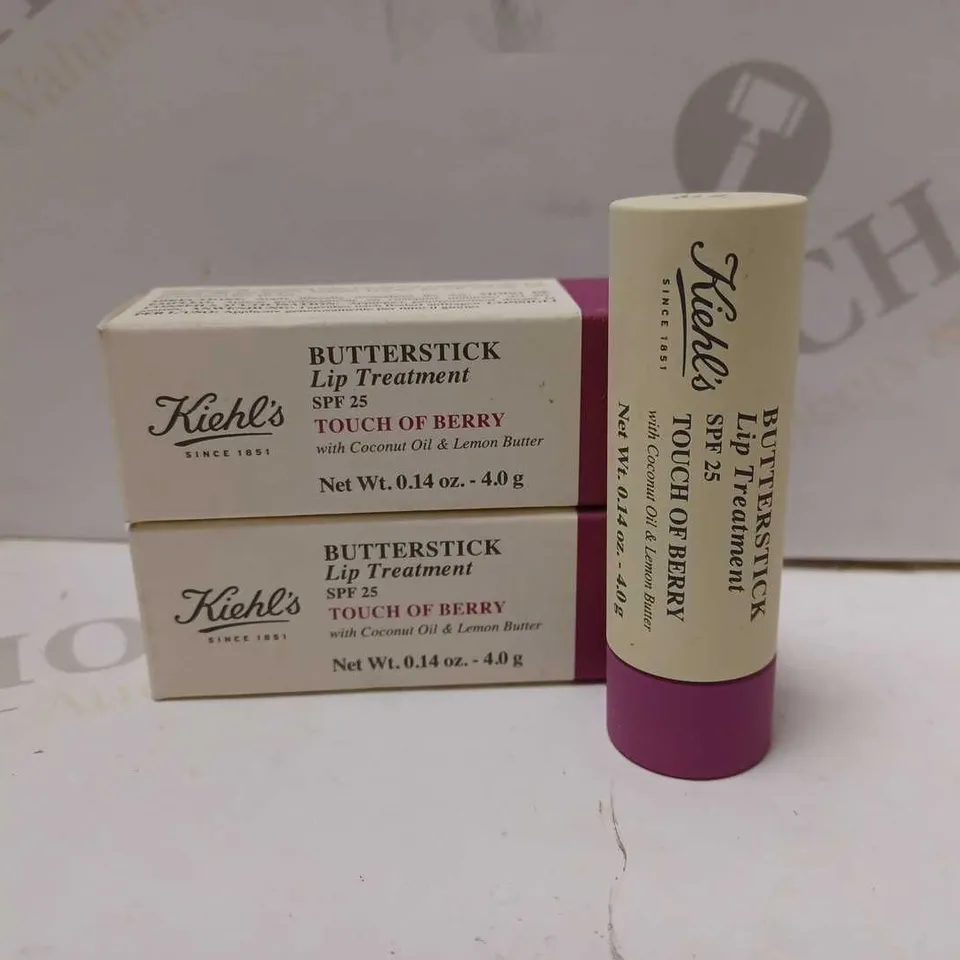 Kiehl's
SINCE 1851
BUTTERSTICK
Lip Treatment
SPF 25
TOUCH OF BERRY
with Coconut Oil & Lemon Butter
Net Wt. 0.14 oz. - 4.0 g
Kiehl's
SINCE 1851
BUTTERSTICK
Lip Treatment
SPF 25
TOUCH OF BERRY
with Coconut Oil & Lemon Butter
Net Wt. 0.14 oz. - 4.0 g
Kiehl's
SINCE 1851
BUTTERSTICK
Lip Treatment
SPF 25
TOUCH OF BERRY
with Coconut Oil & Lemon Butter
Net Wt. 0.14 oz. - 4.0 g